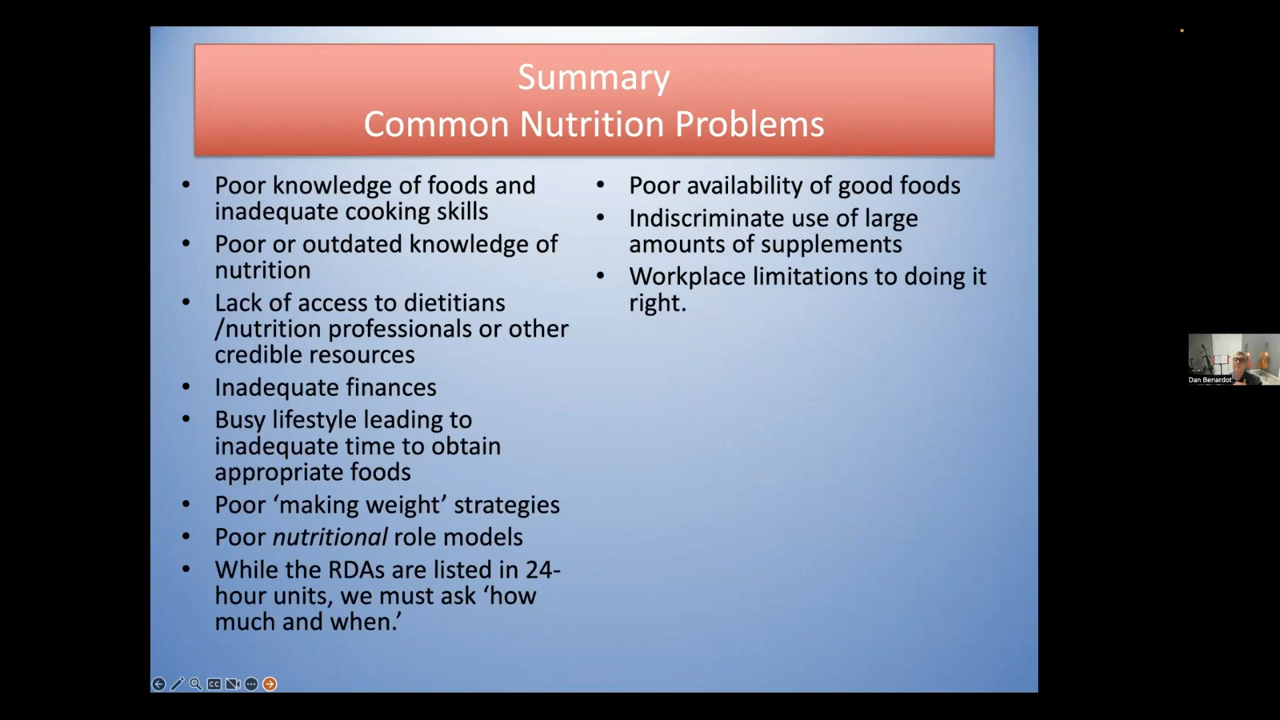 Summary
Common Nutrition Problems
• Poor knowledge of foods and
inadequate cooking skills
• Poor or outdated knowledge of
nutrition
• Lack of access to dietitians
/nutrition professionals or other
credible resources
• Inadequate finances
• Busy lifestyle leading to
inadequate time to obtain
appropriate foods
• Poor ‘making weight’ strategies
• Poor nutritional role models
• While the RDAs are listed in 24-
hour units, we must ask ‘how
much and when.’
• Poor availability of good foods
• Indiscriminate use of large
amounts of supplements
• Workplace limitations to doing it
right.
CC
Dan Benardot